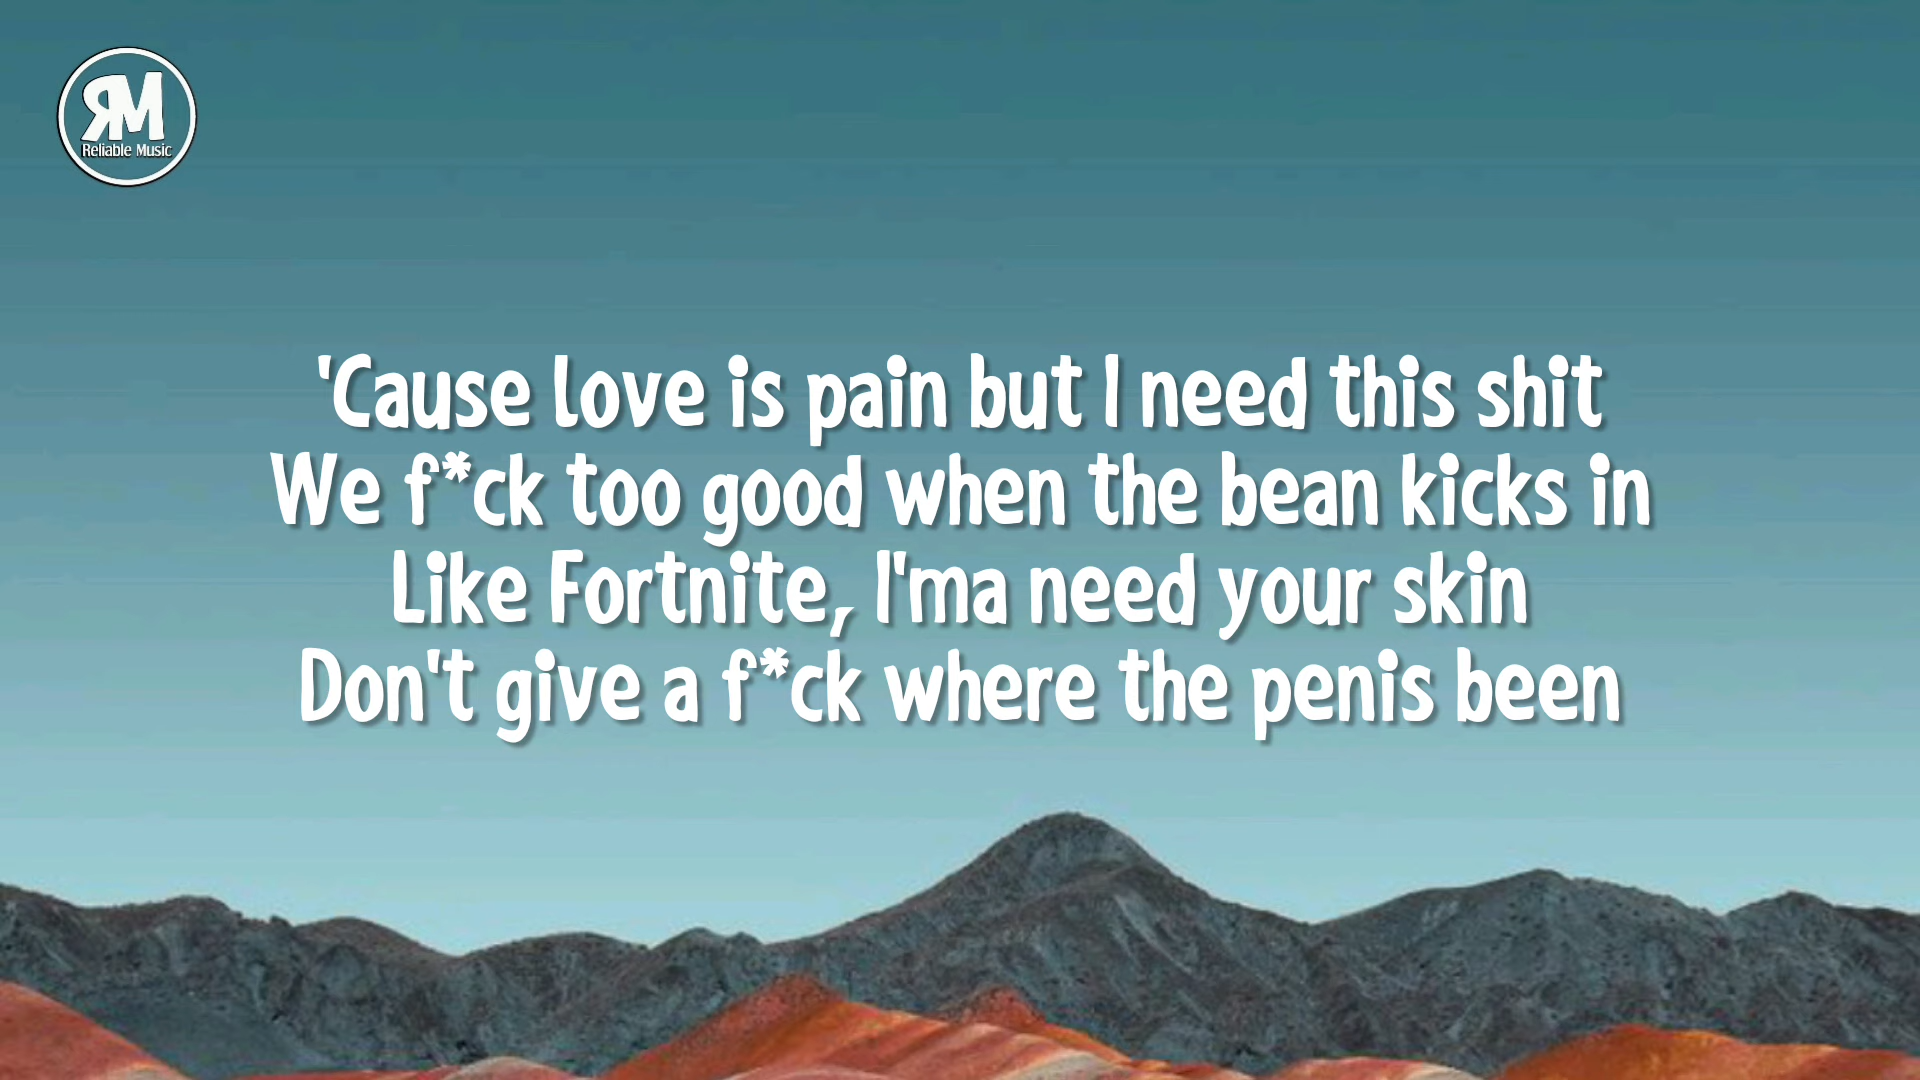 ЯM
Reliable Music
'Cause love is pain but I need this shit
We f*ck too good when the bean kicks in
Like Fortnite, I'ma need your skin
Don't give a f*ck where the penis been